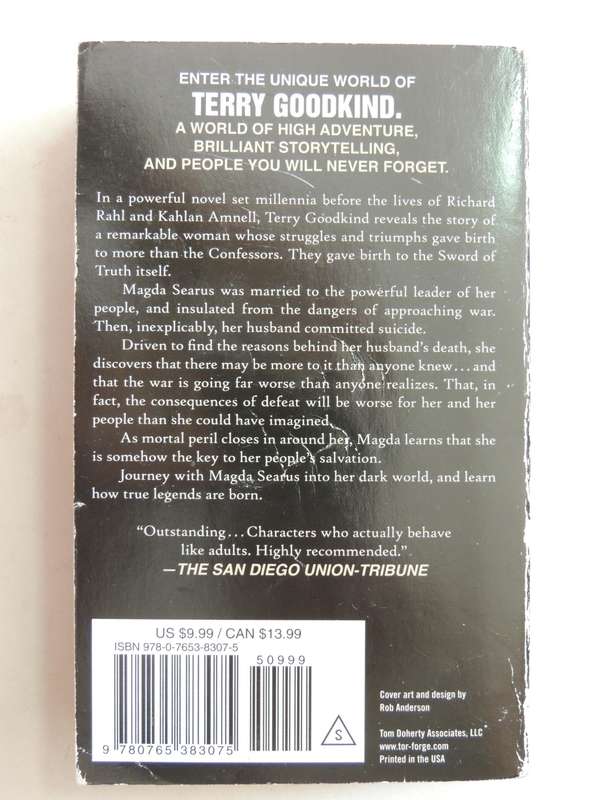 ENTER THE UNIQUE WORLD OF
TERRY GOODKIND.
A WORLD OF HIGH ADVENTURE,
BRILLIANT STORYTELLING,
AND PEOPLE YOU WILL NEVER FORGET.
In a powerful novel set millennia before the lives of Richard
Rahl and Kahlan Amnell, Terry Goodkind reveals the story of
a remarkable woman whose struggles and triumphs gave birth
to more than the Confessors. They gave birth to the Sword of
Truth itself.
Magda Searus was married to the powerful leader of her
people, and insulated from the dangers of approaching war.
Then, inexplicably, her husband committed suicide.
Driven to find the reasons behind her husband's death, she
discovers that there may be more to it than anyone knew...and
that the war is going far worse than anyone realizes. That, in
fact, the consequences of defeat will be worse for her and her
people than she could have imagined.
As mortal peril closes in around her, Magda learns that she
is somehow the key to her people's salvation.
Journey with Magda Searus into her dark world, and learn
how true legends are born.
"Outstanding...Characters who actually behave
like adults. Highly recommended."
—THE SAN DIEGO UNION-TRIBUNE
US $9.99 / CAN $13.99
ISBN 978-0-7653-8307-5
50999
9 780765 383075
S
Cover art and design by
Rob Anderson
Tom Doherty Associates, LLC
www.tor-forge.com
Printed in the USA